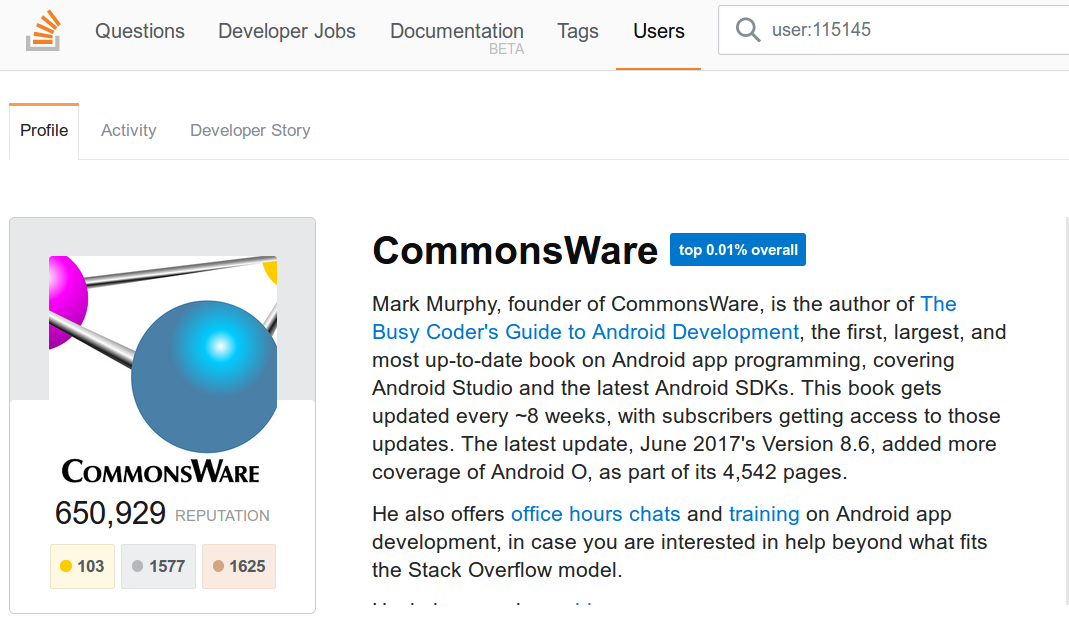 Questions Developer Jobs Documentation Tags Users user:115145
BETA
Profile Activity Developer Story
CommonsWare top 0.01% overall
Mark Murphy, founder of CommonsWare, is the author of The
Busy Coder's Guide to Android Development, the first, largest, and
most up-to-date book on Android app programming, covering
Android Studio and the latest Android SDKs. This book gets
updated every ~8 weeks, with subscribers getting access to those
updates. The latest update, June 2017's Version 8.6, added more
coverage of Android O, as part of its 4,542 pages.
He also offers office hours chats and training on Android app
development, in case you are interested in help beyond what fits
the Stack Overflow model.
CommonsWare
650,929 REPUTATION
103 1577 1625